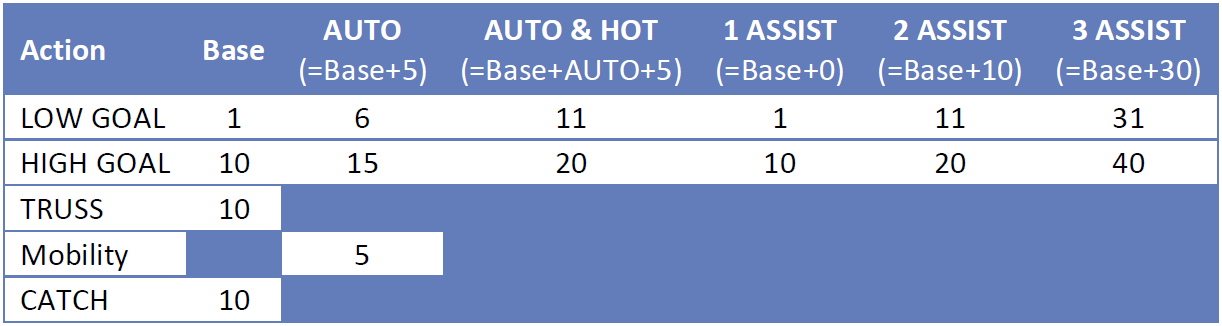 Action Base AUTO (=Base+5) AUTO & HOT (=Base+AUTO+5) 1 ASSIST (=Base+0) 2 ASSIST (=Base+10) 3 ASSIST (=Base+30)
LOW GOAL 1 6 11 1 11 31
HIGH GOAL 10 15 20 10 20 40
TRUSS 10
Mobility 5
CATCH 10